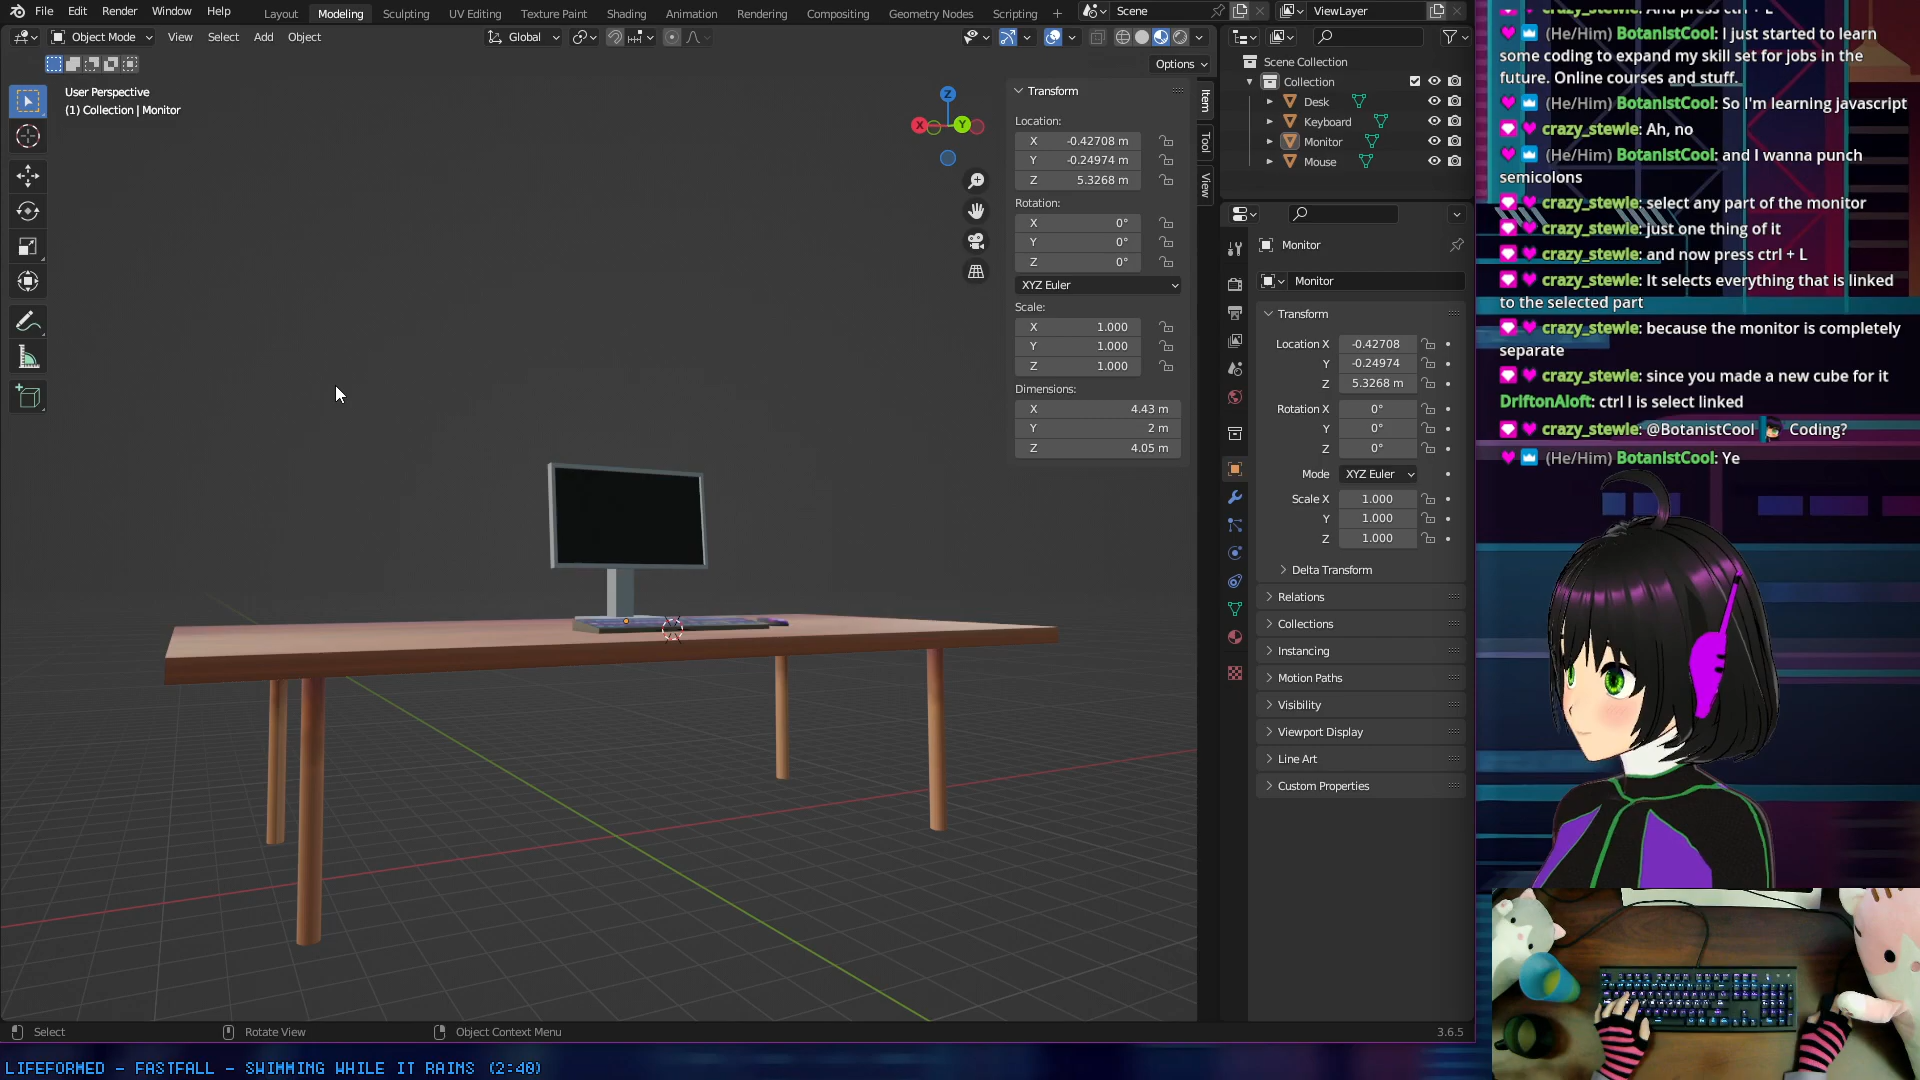 File Edit Render Window Help
Layout Modeling Sculpting UV Editing Texture Paint Shading Animation Rendering Compositing Geometry Nodes Scripting +
Scene
ViewLayer
Object Mode View Select Add Object
Global
Options
User Perspective
(1) Collection | Monitor
Z
X
Y
Transform
Location:
X -0.42708 m
Y -0.24974 m
Z 5.3268 m
Rotation:
X 0°
Y 0°
Z 0°
XYZ Euler
Scale:
X 1.000
Y 1.000
Z 1.000
Dimensions:
X 4.43 m
Y 2 m
Z 4.05 m
Item
Tool
View
Scene Collection
Collection
Desk
Keyboard
Monitor
Mouse
Monitor
Monitor
Transform
Location X -0.42708
Y -0.24974
Z 5.3268 m
Rotation X 0°
Y 0°
Z 0°
Mode XYZ Euler
Scale X 1.000
Y 1.000
Z 1.000
Delta Transform
Relations
Collections
Instancing
Motion Paths
Visibility
Viewport Display
Line Art
Custom Properties
Select
Rotate View
Object Context Menu
3.6.5
crazy_stewie: And press ctrl + L
(He/Him) BotanistCool: I just started to learn
some coding to expand my skill set for jobs in the
future. Online courses and stuff.
(He/Him) BotanistCool: So I'm learning javascript
crazy_stewie: Ah, no
(He/Him) BotanistCool: and I wanna punch
semicolons
crazy_stewie: select any part of the monitor
crazy_stewie: just one thing of it
crazy_stewie: and now press ctrl + L
crazy_stewie: It selects everything that is linked
to the selected part
crazy_stewie: because the monitor is completely
separate
crazy_stewie: since you made a new cube for it
DriftonAloft: ctrl l is select linked
crazy_stewie: @BotanistCool Coding?
(He/Him) BotanistCool: Ye
LIFEFORMED - FASTFALL - SWIMMING WHILE IT RAINS (2:40)